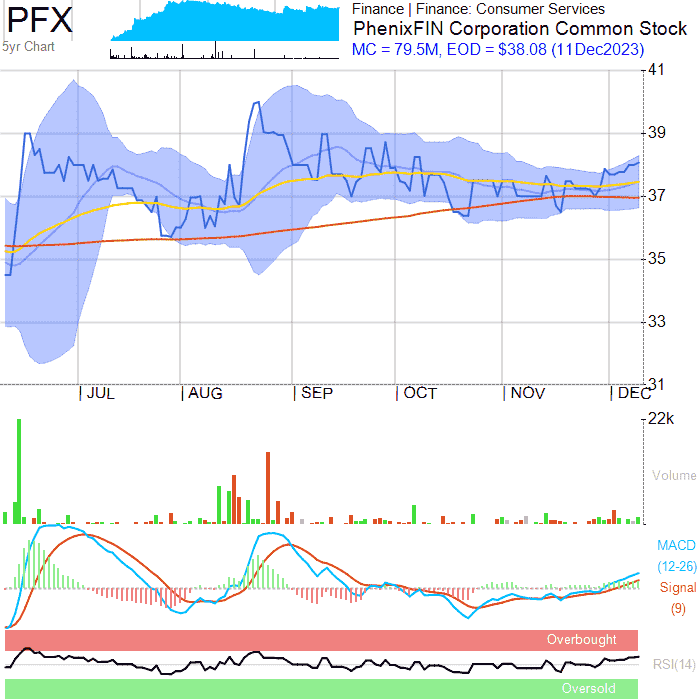 PFX
5yr Chart
Finance | Finance: Consumer Services
PhenixFIN Corporation Common Stock
MC = 79.5M, EOD = $38.08 (11Dec2023)
41
39
37
35
33
31
JUL
AUG
SEP
OCT
NOV
DEC
22k
Volume
MACD
(12-26)
Signal
(9)
Overbought
RSI(14)
Oversold